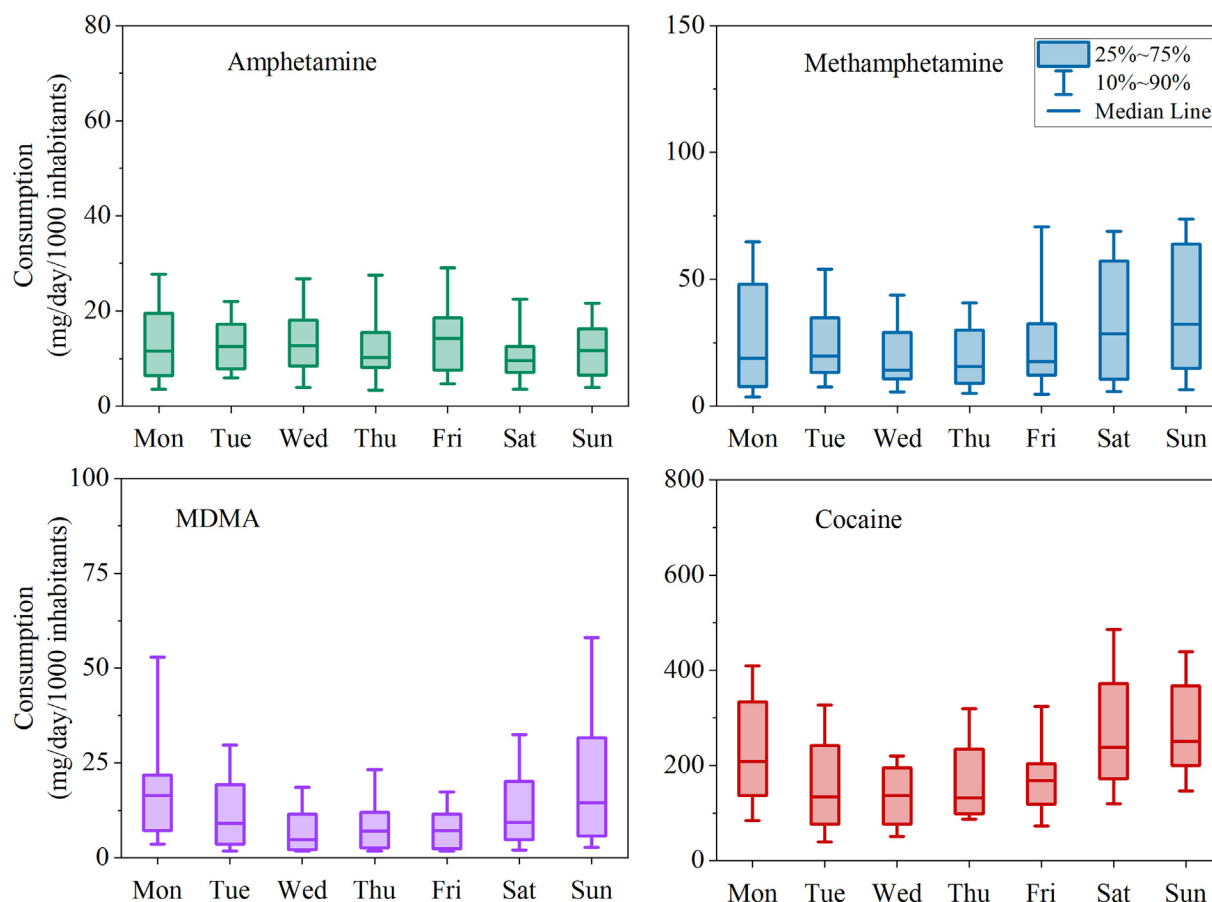 Amphetamine
Consumption
(mg/day/1000 inhabitants)
80
60
40
20
0
Mon Tue Wed Thu Fri Sat Sun
Methamphetamine
25%~75%
10%~90%
Median Line
150
100
50
0
Mon Tue Wed Thu Fri Sat Sun
MDMA
Consumption
(mg/day/1000 inhabitants)
100
75
50
25
0
Mon Tue Wed Thu Fri Sat Sun
Cocaine
800
600
400
200
0
Mon Tue Wed Thu Fri Sat Sun